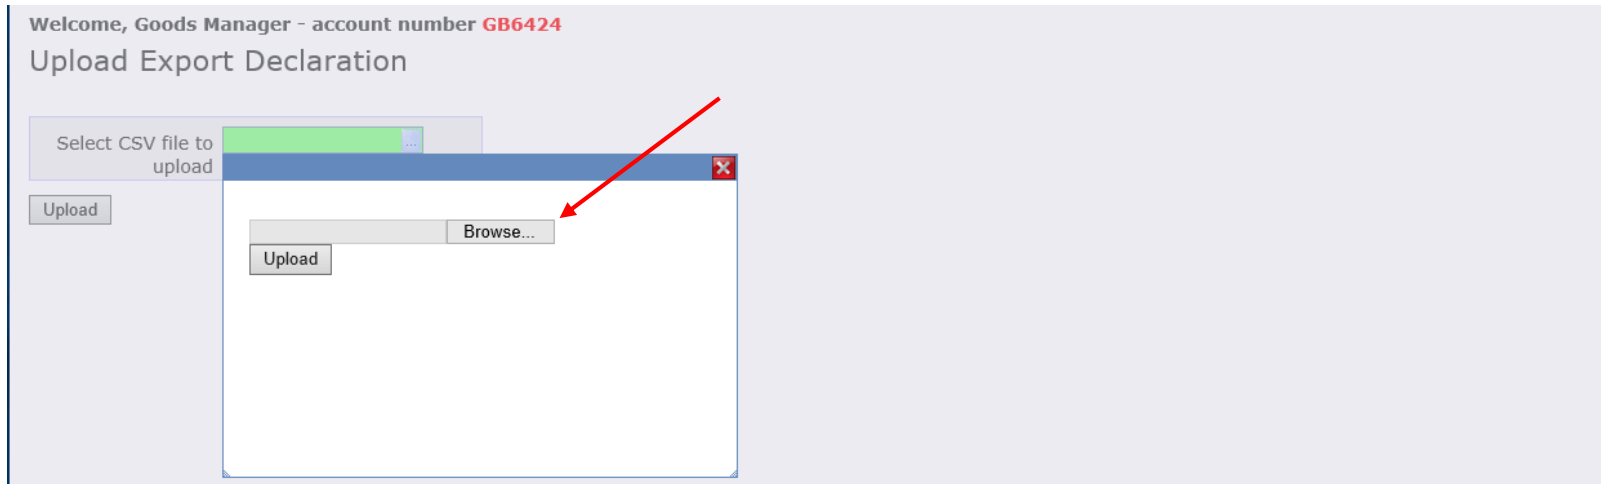 Welcome, Goods Manager - account number GB6424
Upload Export Declaration
Select CSV file to
upload
...
Upload
Browse...
Upload